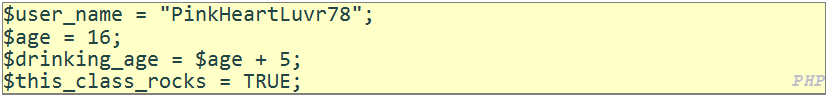 $user_name = "PinkHeartLuvr78";
$age = 16;
$drinking_age = $age + 5;
$this_class_rocks = TRUE;
PHP